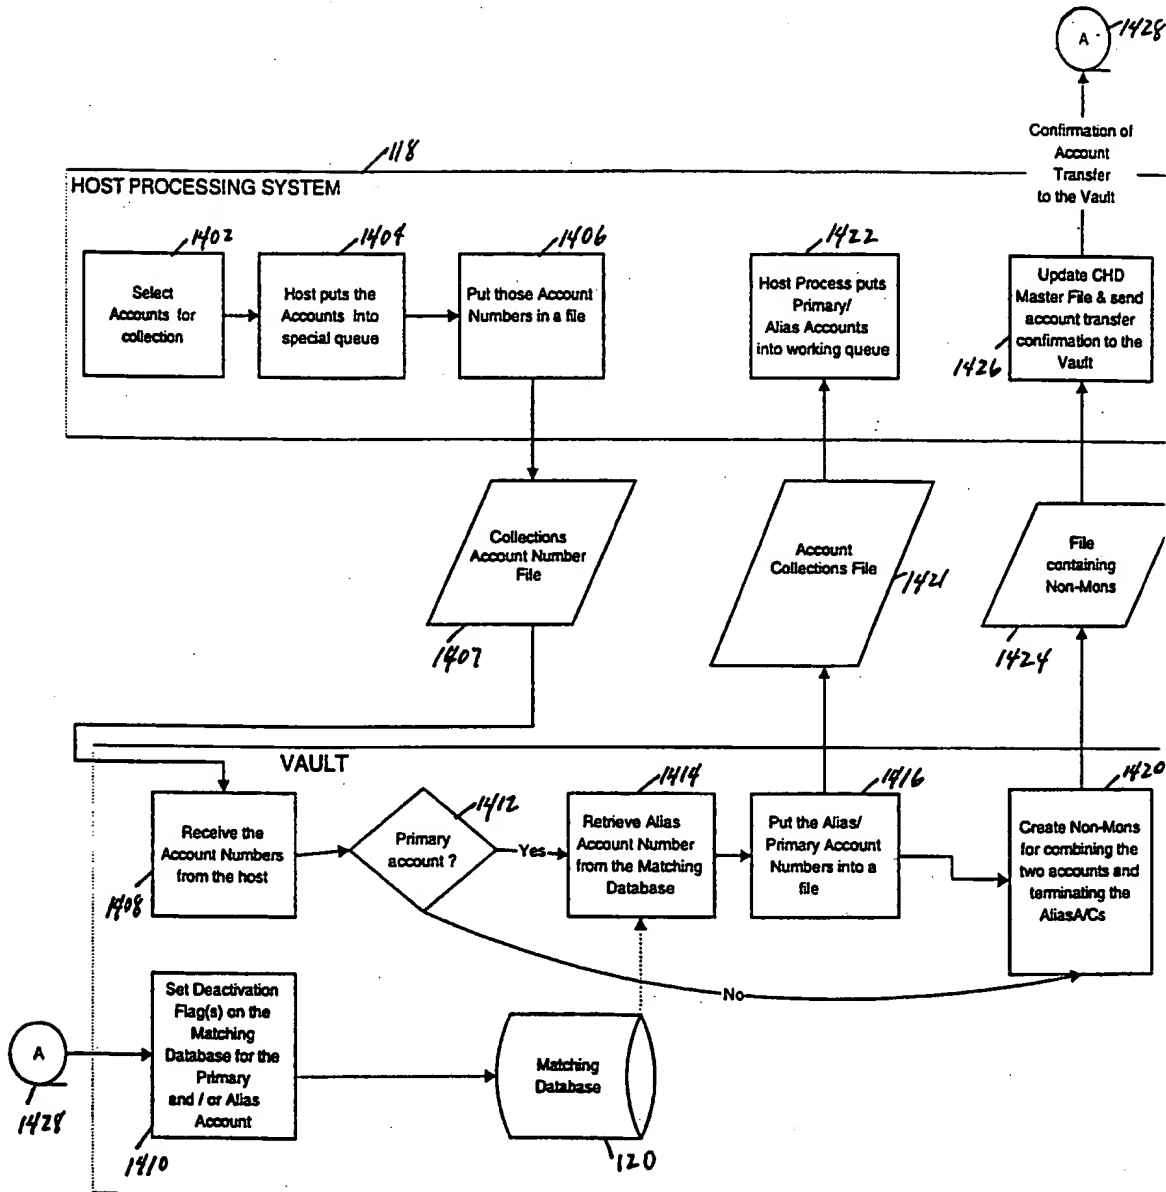 A
1428
Confirmation of
Account
Transfer
to the Vault
118
HOST PROCESSING SYSTEM
1402
Select
Accounts for
collection
1404
Host puts the
Accounts Into
special queue
1406
Put those Account
Numbers in a file
1422
Host Process puts
Primary/
Alias Accounts
into working queue
Update CHD
Master File & send
account transfer
confirmation to the
Vault
1426
Collections
Account Number
File
1407
Account
Collections File
1421
File
containing
Non-Mons
1424
VAULT
Receive the
Account Numbers
from the host
1408
Primary
account ?
1412
Yes
1414
Retrieve Alias
Account Number
from the Matching
Database
1416
Put the Alias/
Primary Account
Numbers into a
file
1420
Create Non-Mons
for combining the
two accounts and
terminating the
AliasA/Cs
No
A
1428
Set Deactivation
Flag(s) on the
Matching
Database for the
Primary
and / or Alias
Account
1410
Matching
Database
120